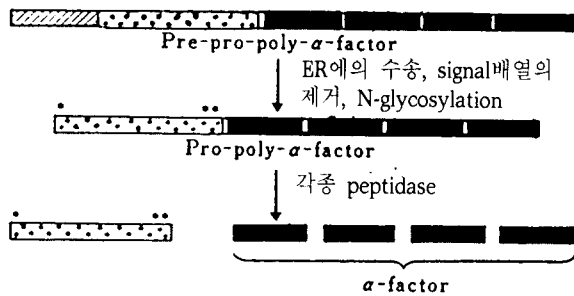 Pre-pro-poly-α-factor
ER에의 수송, signal배열의
제거, N-glycosylation
Pro-poly-α-factor
각종 peptidase
α-factor